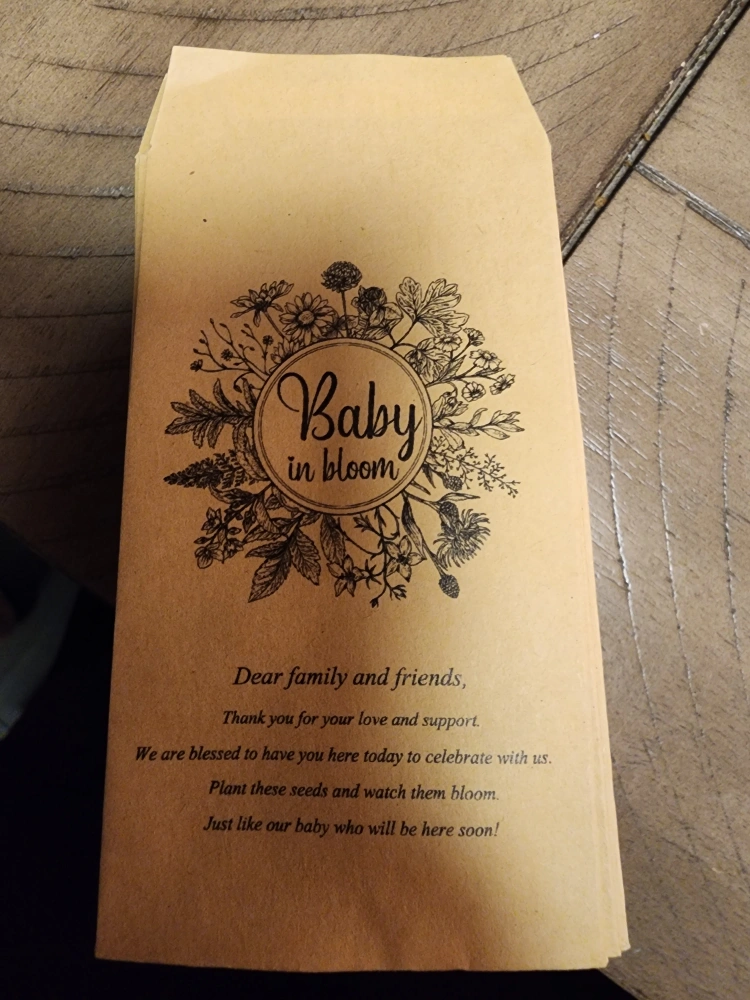 Baby
in bloom
Dear family and friends,
Thank you for your love and support.
We are blessed to have you here today to celebrate with us.
Plant these seeds and watch them bloom.
Just like our baby who will be here soon!